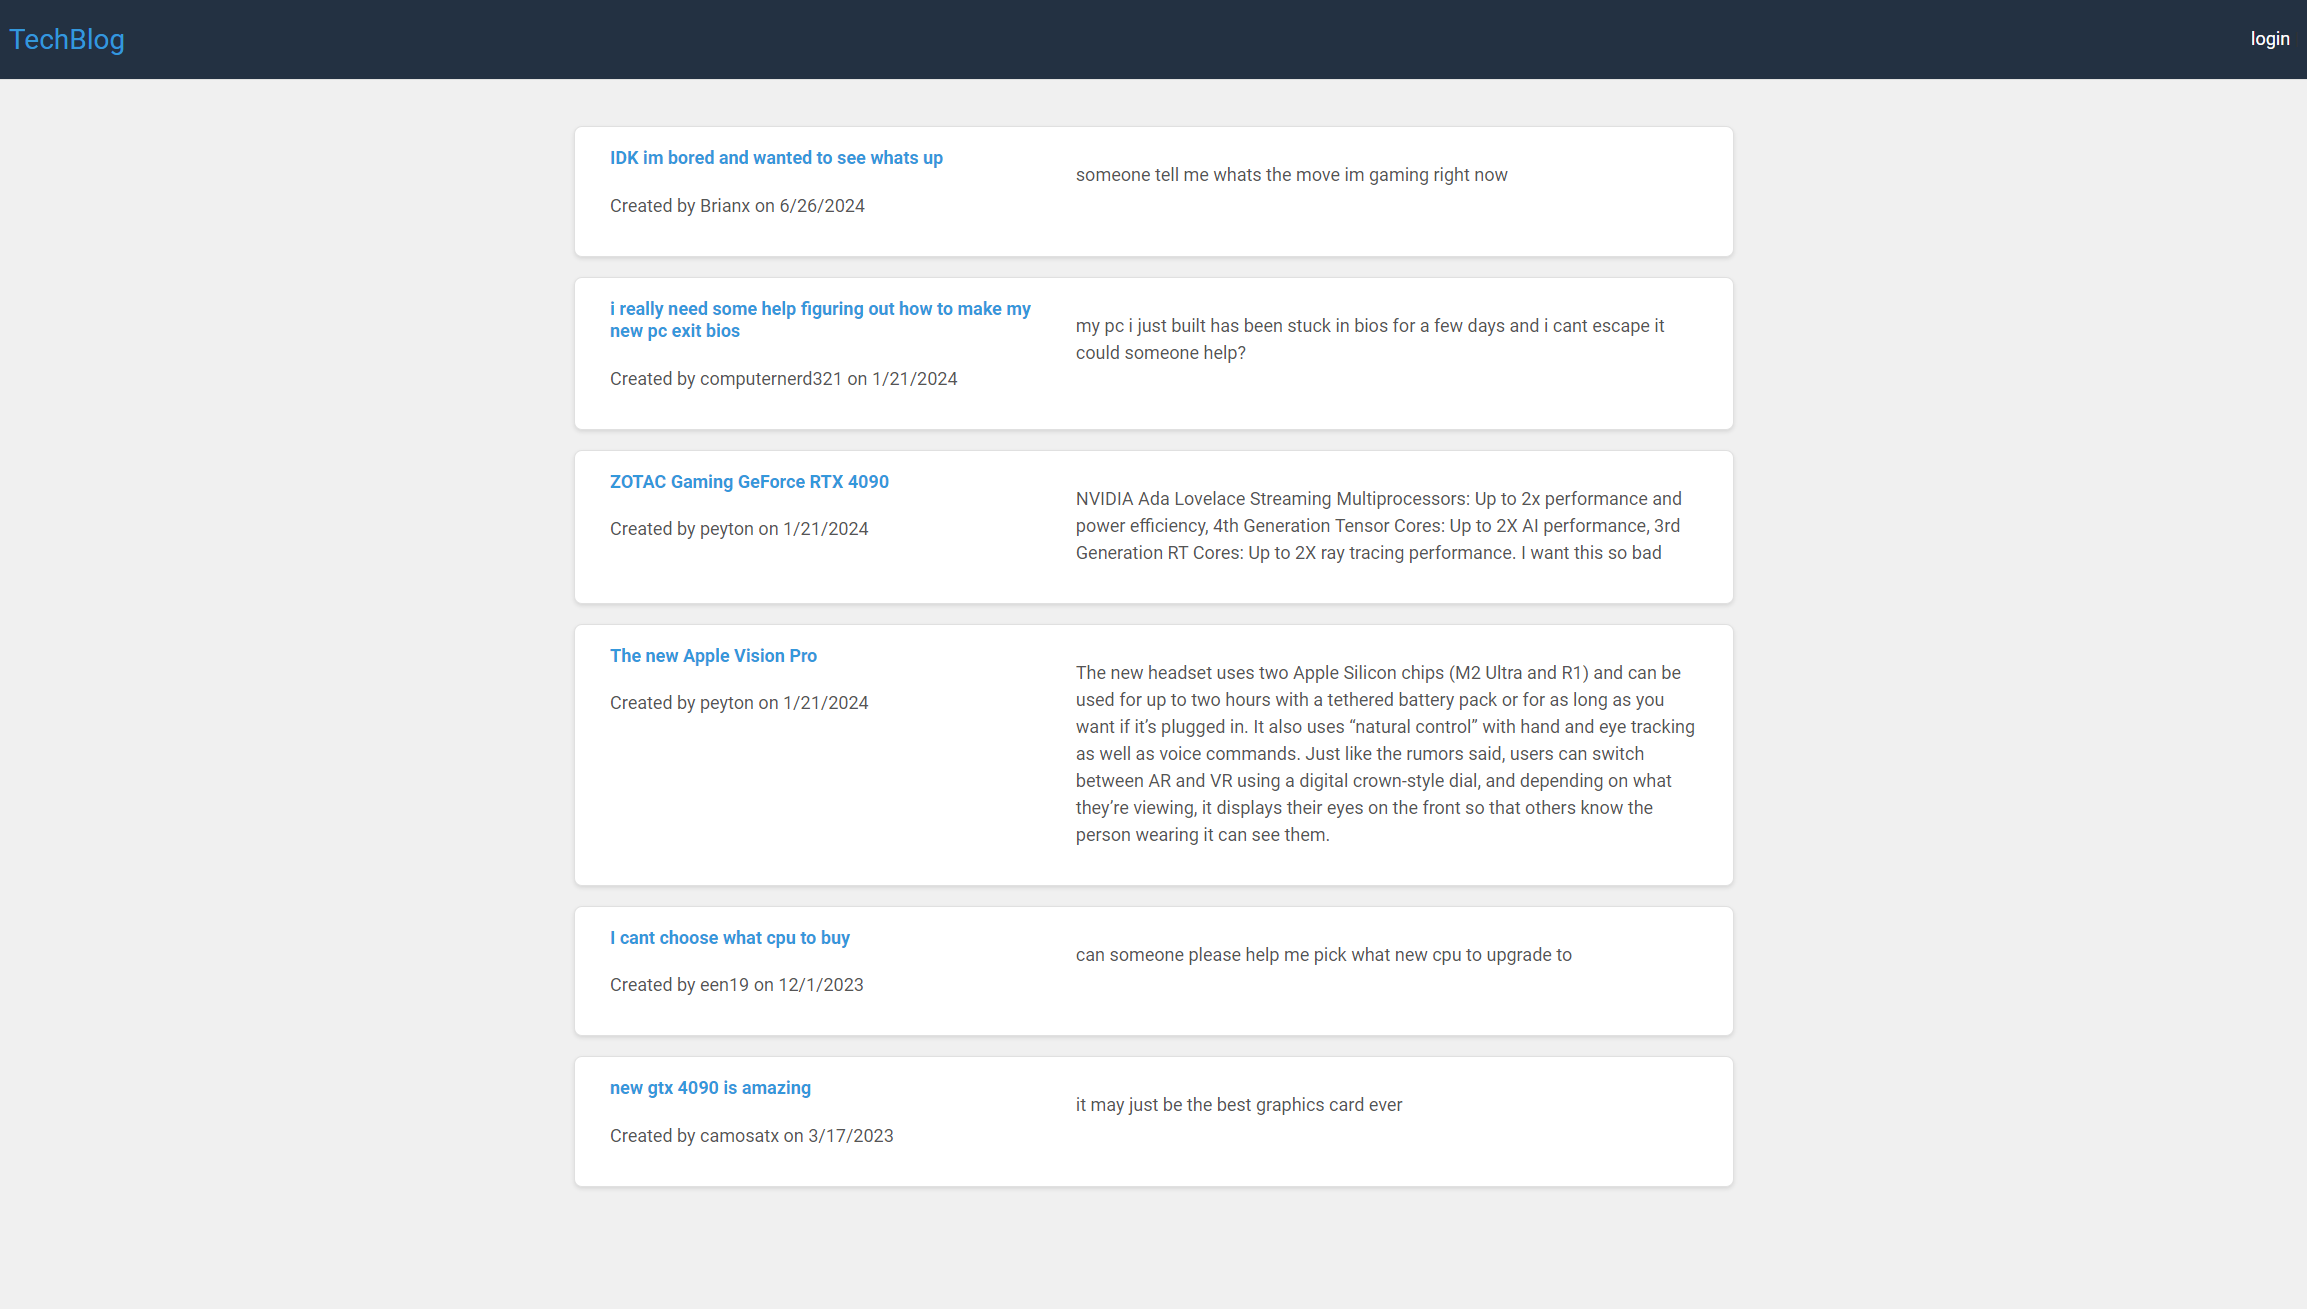 TechBlog
login
IDK im bored and wanted to see whats up
Created by Brianx on 6/26/2024
someone tell me whats the move im gaming right now
i really need some help figuring out how to make my
new pc exit bios
Created by computernerd321 on 1/21/2024
my pc i just built has been stuck in bios for a few days and i cant escape it
could someone help?
ZOTAC Gaming GeForce RTX 4090
Created by peyton on 1/21/2024
NVIDIA Ada Lovelace Streaming Multiprocessors: Up to 2x performance and
power efficiency, 4th Generation Tensor Cores: Up to 2X AI performance, 3rd
Generation RT Cores: Up to 2X ray tracing performance. I want this so bad
The new Apple Vision Pro
Created by peyton on 1/21/2024
The new headset uses two Apple Silicon chips (M2 Ultra and R1) and can be
used for up to two hours with a tethered battery pack or for as long as you
want if it’s plugged in. It also uses “natural control” with hand and eye tracking
as well as voice commands. Just like the rumors said, users can switch
between AR and VR using a digital crown-style dial, and depending on what
they’re viewing, it displays their eyes on the front so that others know the
person wearing it can see them.
I cant choose what cpu to buy
Created by een19 on 12/1/2023
can someone please help me pick what new cpu to upgrade to
new gtx 4090 is amazing
Created by camosatx on 3/17/2023
it may just be the best graphics card ever